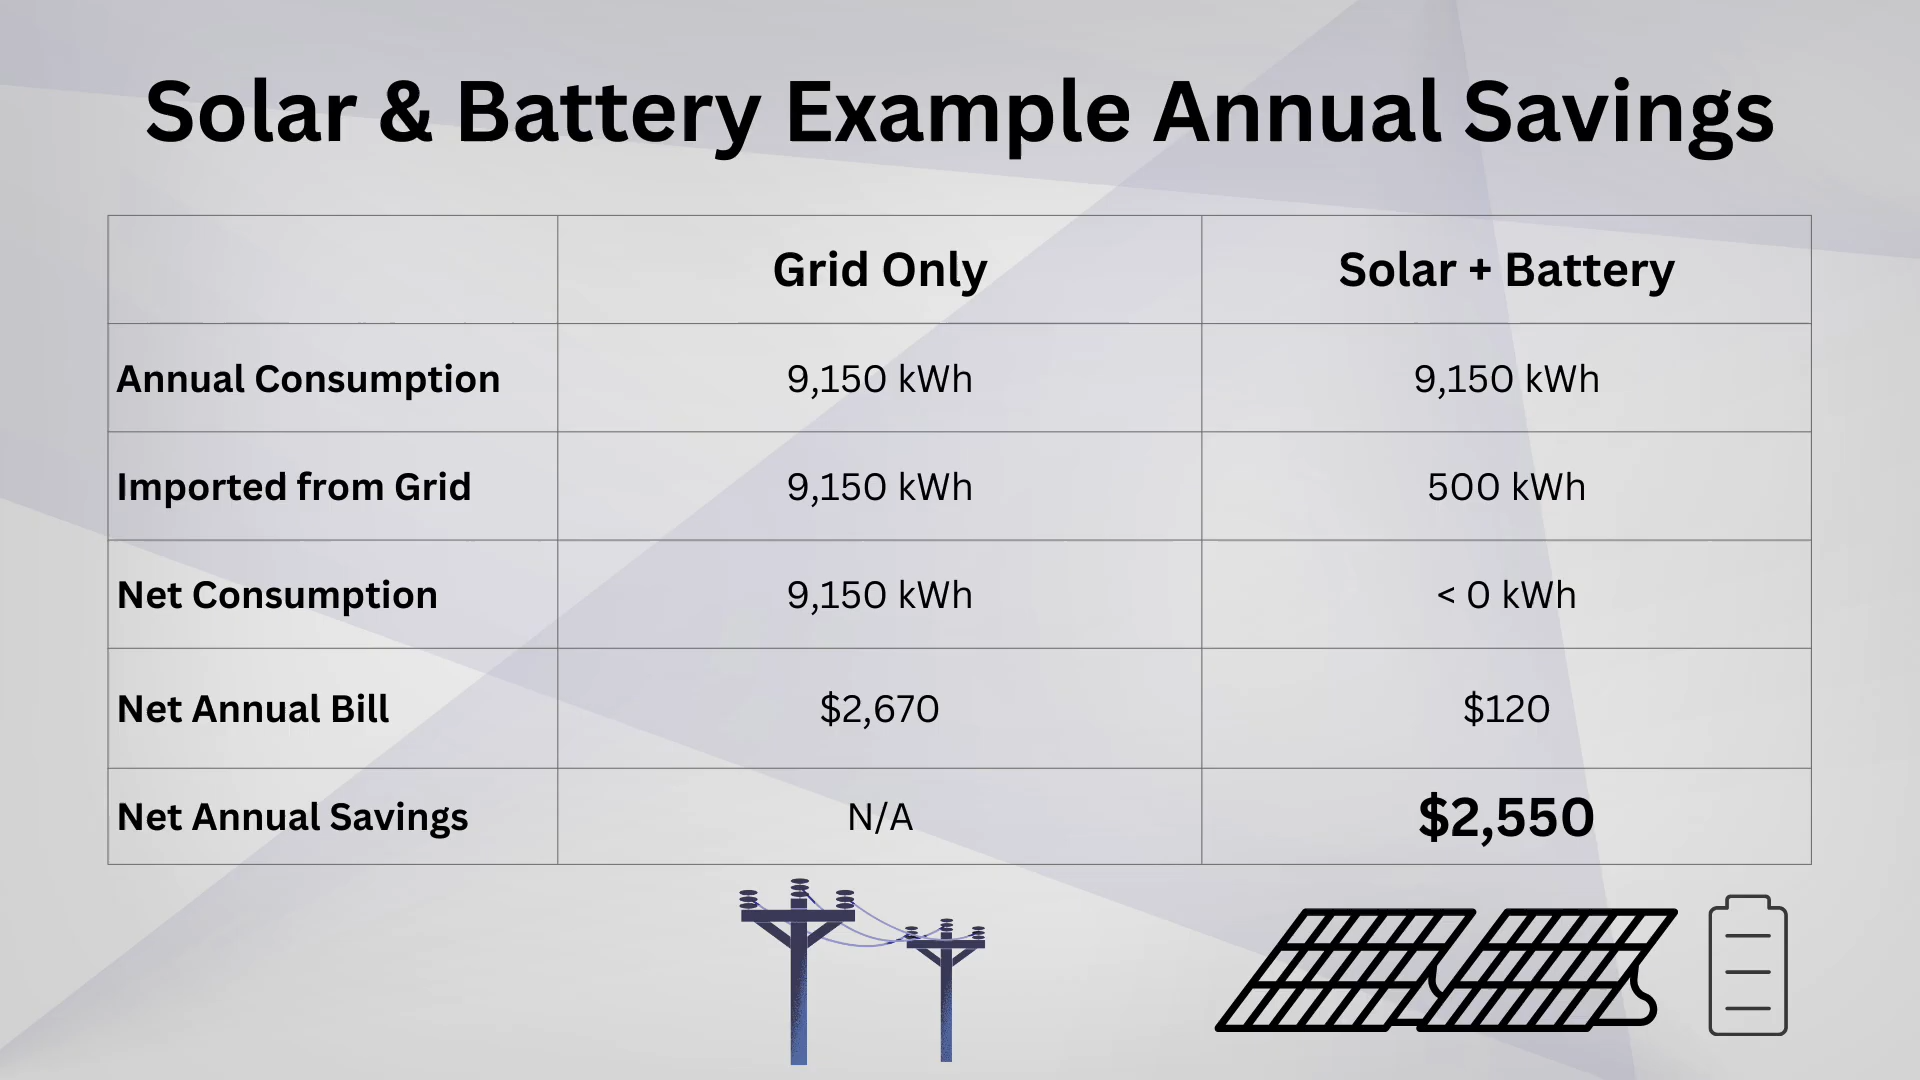 Solar & Battery Example Annual Savings
Grid Only Solar + Battery
Annual Consumption 9,150 kWh 9,150 kWh
Imported from Grid 9,150 kWh 500 kWh
Net Consumption 9,150 kWh < 0 kWh
Net Annual Bill $2,670 $120
Net Annual Savings N/A $2,550